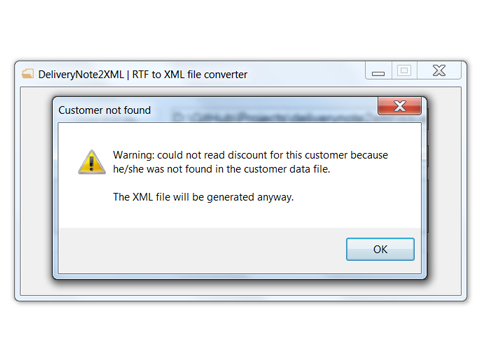 DeliveryNote2XML | RTF to XML file converter
Customer not found
Warning: could not read discount for this customer because
he/she was not found in the customer data file.
The XML file will be generated anyway.
OK